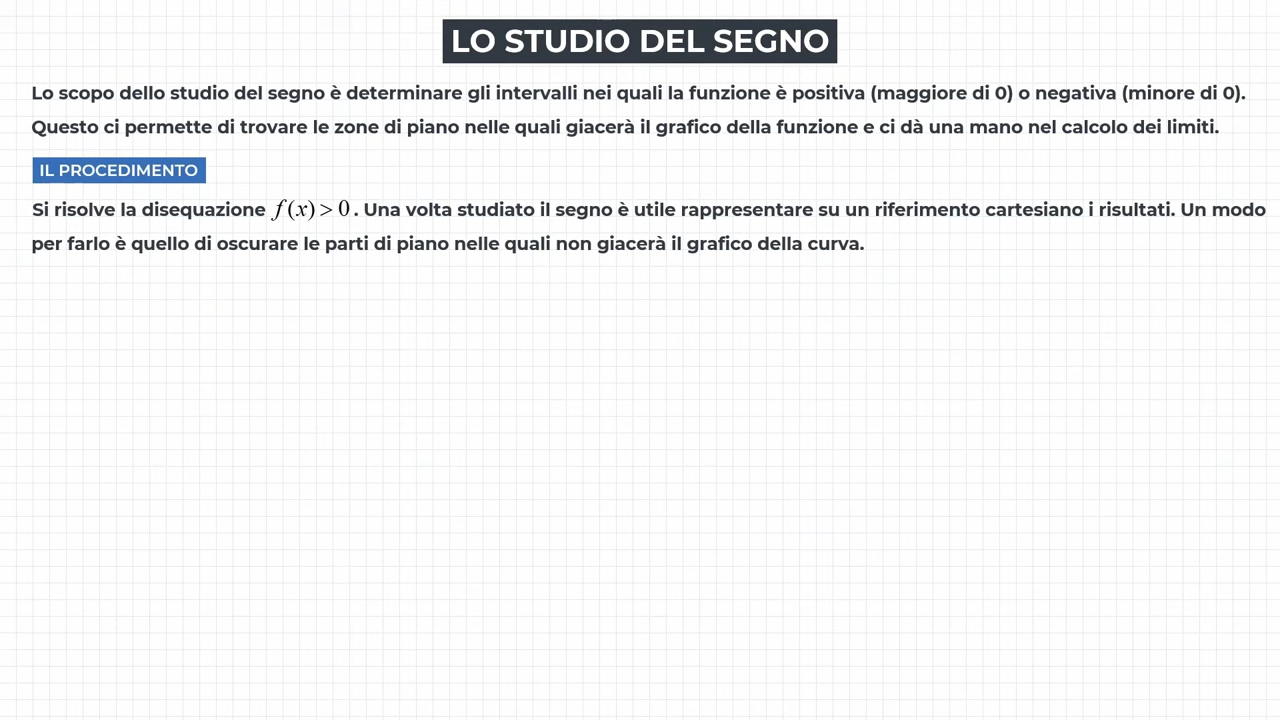 LO STUDIO DEL SEGNO
Lo scopo dello studio del segno è determinare gli intervalli nei quali la funzione è positiva (maggiore di 0) o negativa (minore di 0).
Questo ci permette di trovare le zone di piano nelle quali giacerà il grafico della funzione e ci dà una mano nel calcolo dei limiti.
IL PROCEDIMENTO
Si risolve la disequazione f(x) > 0. Una volta studiato il segno è utile rappresentare su un riferimento cartesiano i risultati. Un modo
per farlo è quello di oscurare le parti di piano nelle quali non giacerà il grafico della curva.